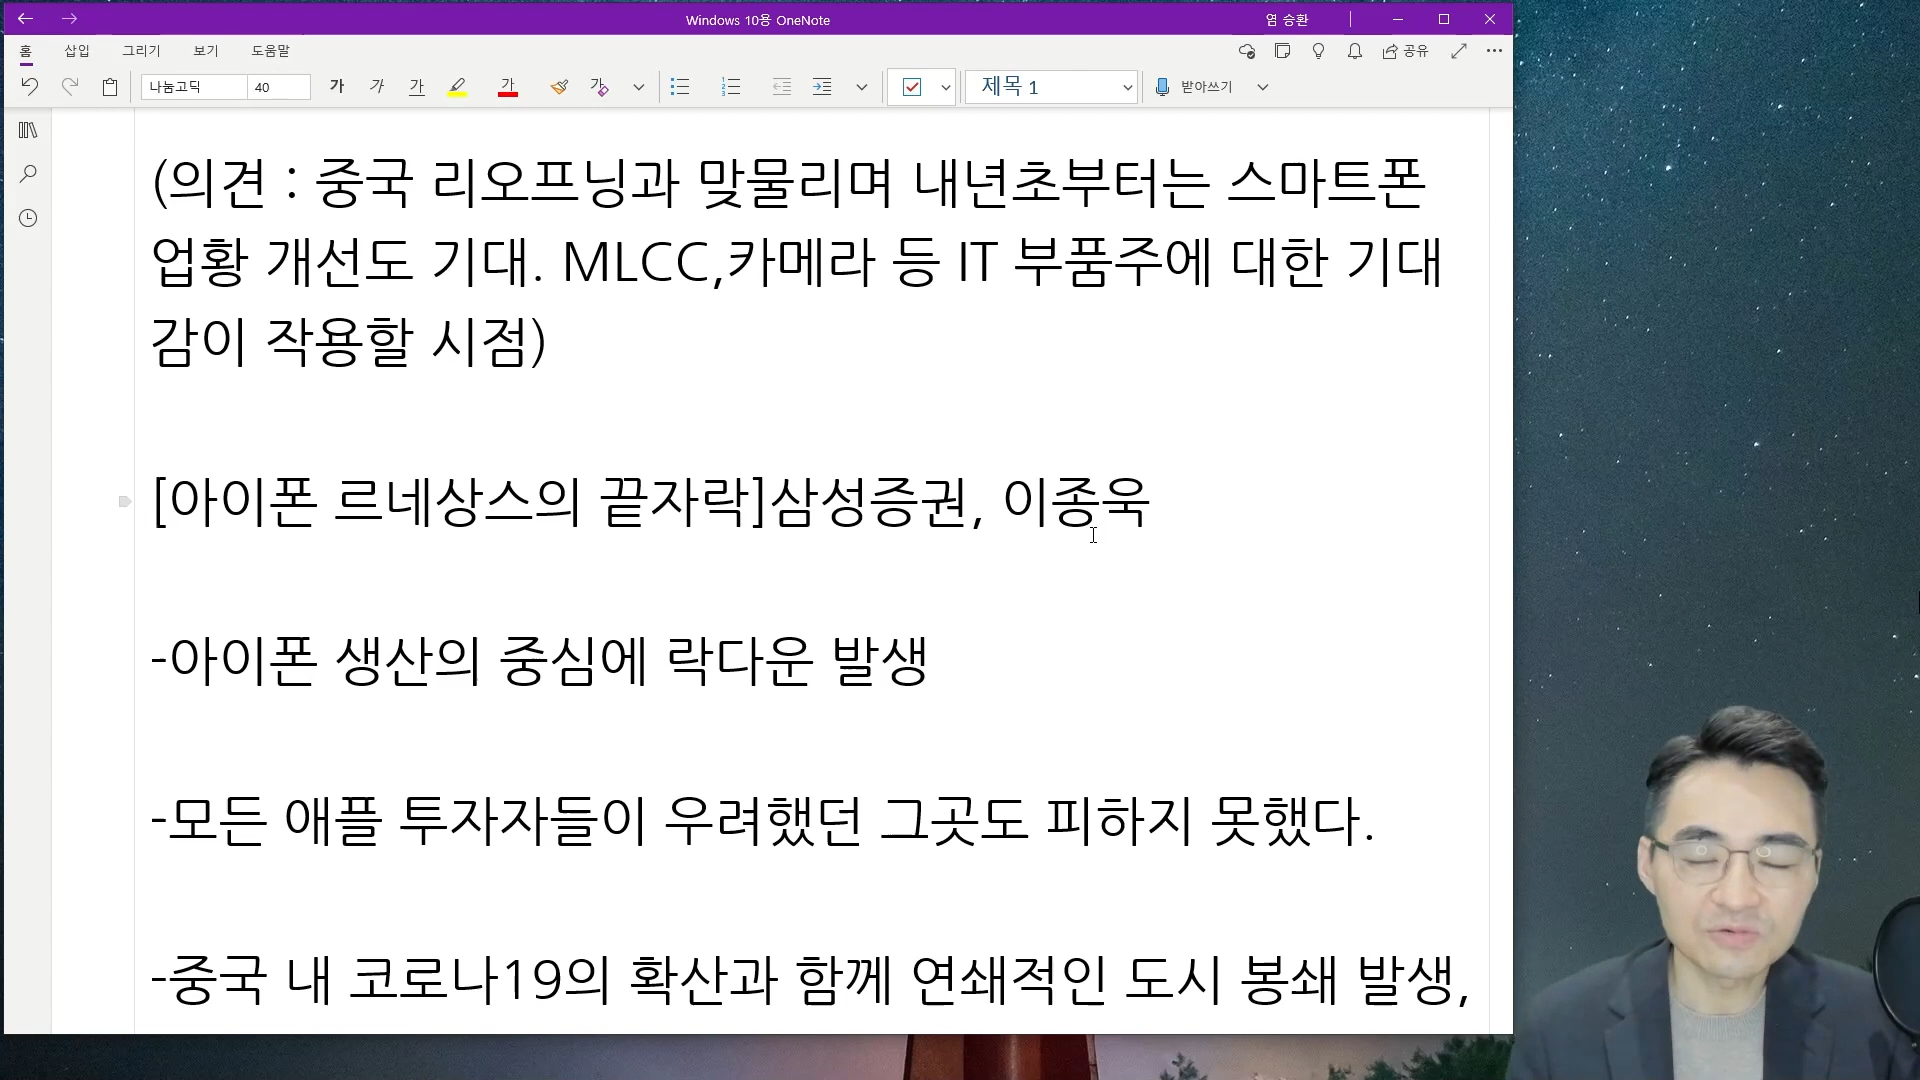 Windows 10용 OneNote
염 승환
홈 삽입 그리기 보기 도움말
공유
나눔고딕 40 가 가 가 가 가 제목 1 받아쓰기
(의견 : 중국 리오프닝과 맞물리며 내년초부터는 스마트폰
업황 개선도 기대. MLCC,카메라 등 IT 부품주에 대한 기대
감이 작용할 시점)
[아이폰 르네상스의 끝자락]삼성증권, 이종욱
-아이폰 생산의 중심에 락다운 발생
-모든 애플 투자자들이 우려했던 그곳도 피하지 못했다.
-중국 내 코로나19의 확산과 함께 연쇄적인 도시 봉쇄 발생,